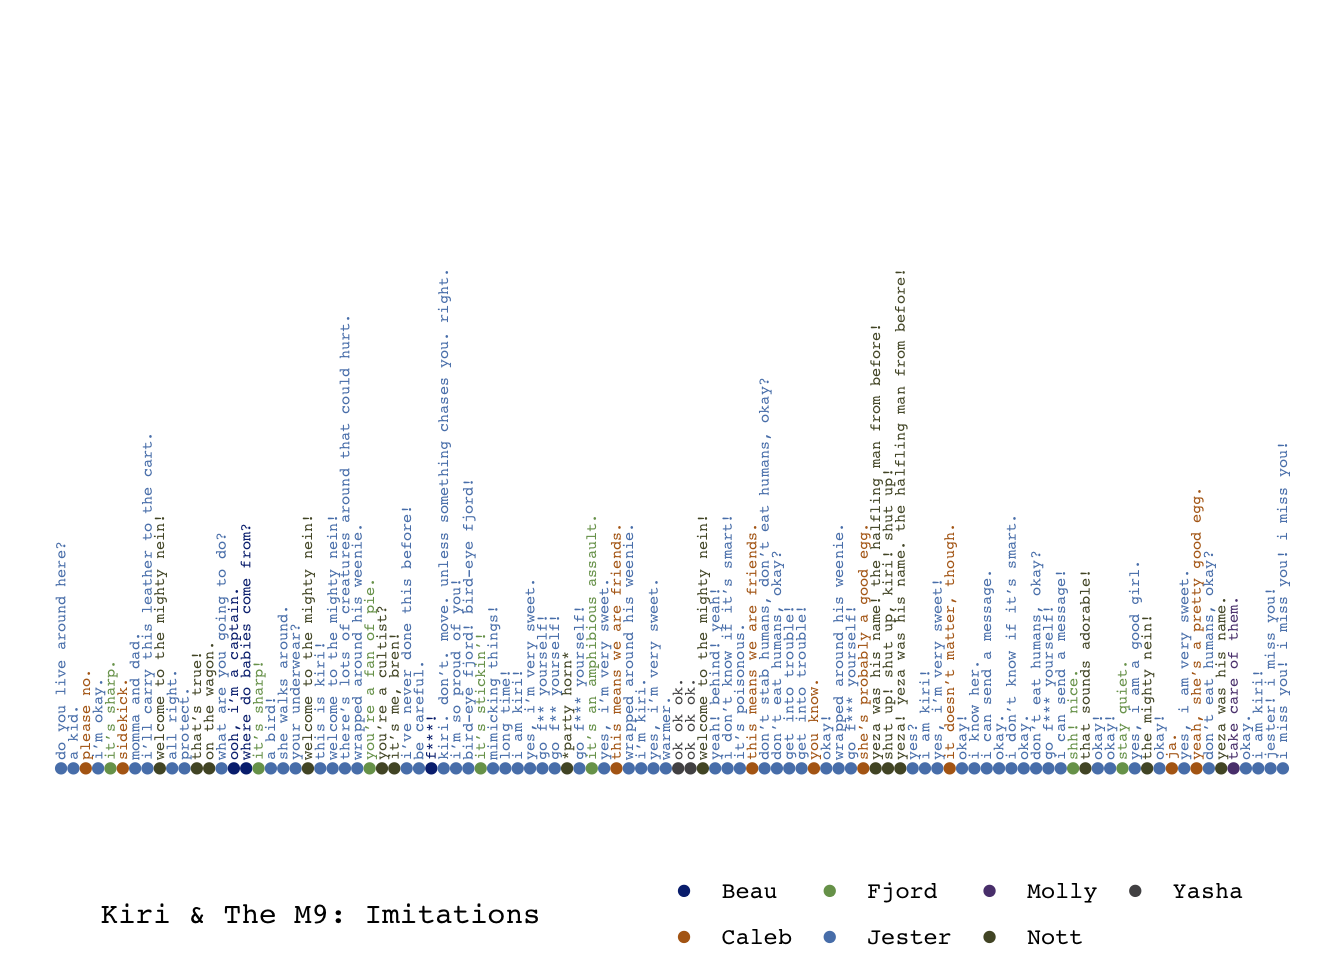 do you live around here?
a kid.
please no.
i'm okay.
it's sharp.
sidekick.
momma and dad.
i'll carry this leather to the cart.
welcome to the mighty nein!
all right.
protect.
that's true!
on the wagon.
what are you going to do?
ooh, i'm a captain.
where do babies come from?
it's sharp!
a bird!
she walks around.
your underwear?
welcome to the mighty nein!
this is kiri!
welcome to the mighty nein!
there's lots of creatures around that could hurt.
wrapped around his weenie.
you're a fan of pie.
you're a cultist?
it's me, bren!
i've never done this before!
be careful.
f***!
kiri. don't. move. unless something chases you. right.
i'm so proud of you!
bird-eye fjord! bird-eye fjord!
it's stickin'!
mimicking things!
long time!
i am kiri!
yes, i'm very sweet.
go f*** yourself!
go f*** yourself!
*party horn*
go f*** yourself!
it's an amphibious assault.
yes, i'm very sweet.
this means we are friends.
wrapped around his weenie.
i'm kiri.
yes, i'm very sweet.
warmer.
ok ok ok.
ok ok ok.
welcome to the mighty nein!
yeah! behind! yeah!
i don't know if it's smart!
it's poisonous.
this means we are friends.
don't stab humans, don't eat humans, okay?
don't eat humans, okay?
get into trouble!
get into trouble!
you know.
okay!
wrapped around his weenie.
go f*** yourself!
she's probably a good egg.
yeza was his name! the halfling man from before!
shut up! shut up, kiri! shut up!
yeza! yeza was his name. the halfling man from before!
yes?
i am kiri!
yes, i'm very sweet!
it doesn't matter, though.
okay!
i know her.
i can send a message.
okay.
i don't know if it's smart.
okay.
don't eat humans, okay?
go f*** yourself!
i can send a message!
shh! nice.
that sounds adorable!
okay!
okay!
stay quiet.
yes, i am a good girl.
the mighty nein!
okay!
ja.
yes, i am very sweet.
yeah, she's a pretty good egg.
don't eat humans, okay?
yeza was his name.
take care of them.
okay.
i am kiri!
jester! i miss you!
i miss you! i miss you! i miss you!
Kiri & The M9: Imitations
Beau
Fjord
Molly
Yasha
Caleb
Jester
Nott